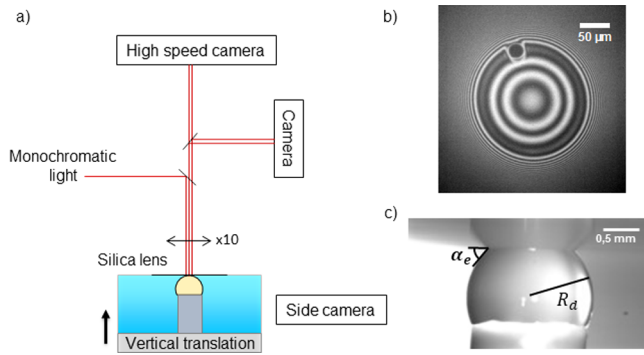 a)
High speed camera
Camera
Monochromatic
light
x10
Silica lens
Side camera
Vertical translation
b)
50 µm
c)
0,5 mm
αₑ
R_d